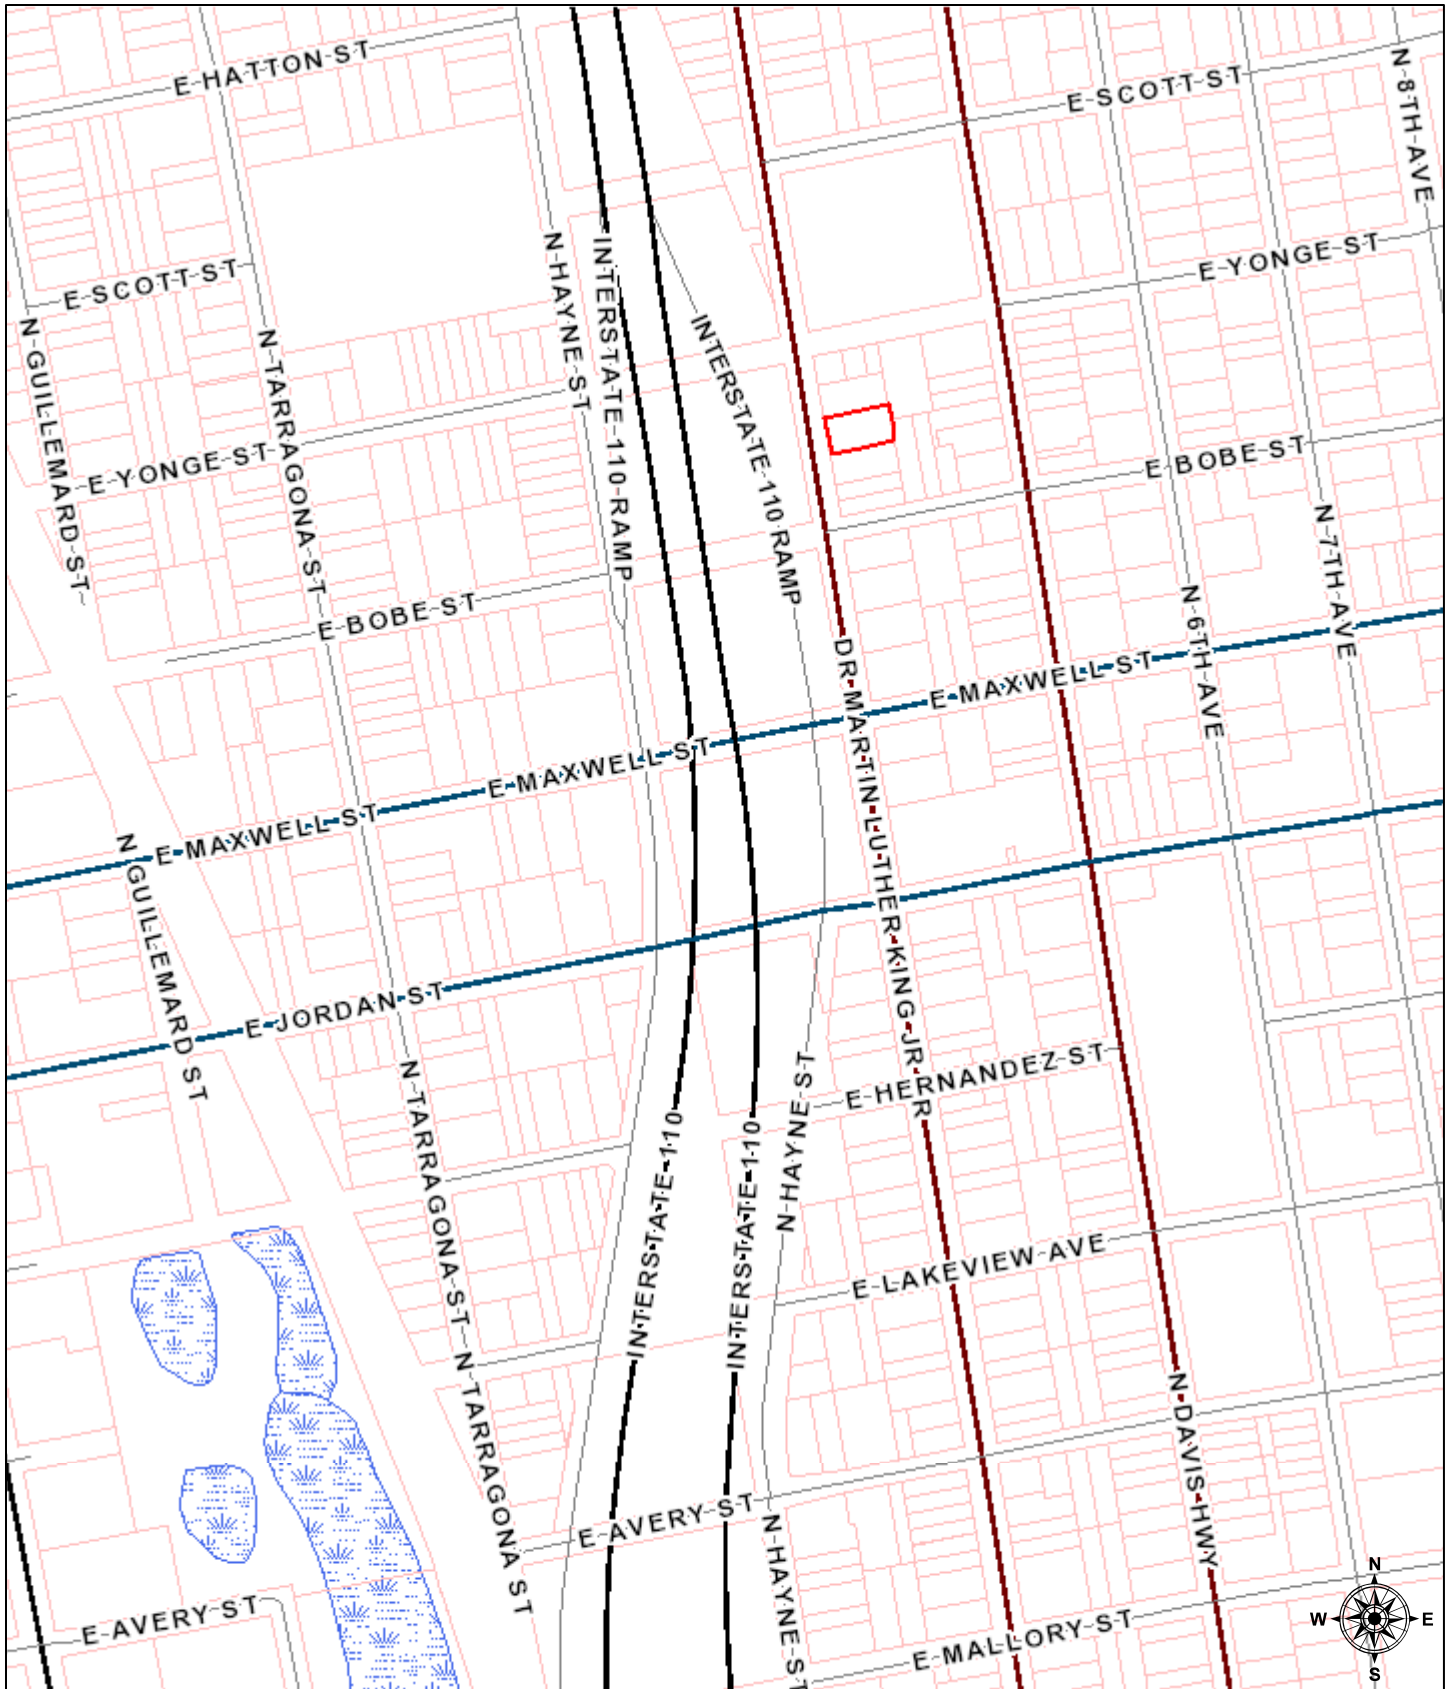 E HATTON ST
E SCOTT ST
N 8TH AVE
E SCOTT ST
N HAYNE ST
INTERSTATE 110 RAMP
INTERSTATE 110 RAMP
E YONGE ST
N GUILLEMARD ST
N TARRAGONA ST
E YONGE ST
E BOBE ST
E BOBE ST
N 7TH AVE
N 6TH AVE
DR MARTIN LUTHER KING JR DR
E MAXWELL ST
E MAXWELL ST
E MAXWELL ST
N GUILLEMARD ST
E JORDAN ST
N TARRAGONA ST
E HERNANDEZ ST
N HAYNE ST
INTERSTATE 110
INTERSTATE 110
E LAKEVIEW AVE
N TARRAGONA ST
N DAVIS HWY
E AVERY ST
N HAYNE ST
E AVERY ST
E MALLORY ST
N
W E
S